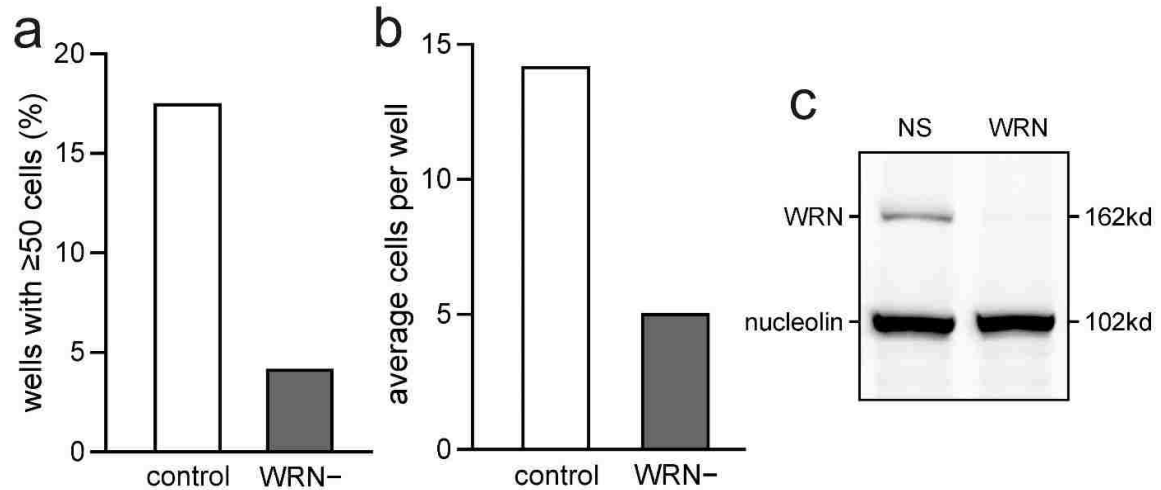 a
wells with ≥50 cells (%)
20
15
10
5
0
control
WRN−
b
average cells per well
15
10
5
0
control
WRN−
c
NS
WRN
WRN
162kd
nucleolin
102kd